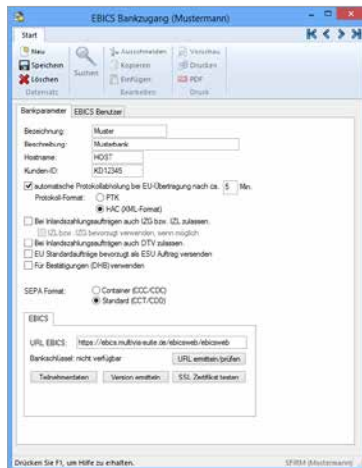 EBICS Bankzugang (Mustermann)
Start
Neu
Speichern
Löschen
Datensatz
Suchen
Ausschneiden
Kopieren
Einfügen
Bearbeiten
Vorschau
Drucken
PDF
Druck
Bankparameter EBICS Benutzer
Bezeichnung: Muster
Beschreibung: Musterbank
Hostname: HOST
Kunden-ID: KD12345
automatische Protokollabholung bei EU-Übertragung nach ca. 5 Min.
Protokoll-Format: PTK
HAC (XML-Format)
Bei Inlandszahlungsaufträgen auch IZG bzw. IZL zulassen.
IZL bzw. IZG bevorzugt verwenden, wenn möglich
Bei Inlandszahlungsaufträgen auch DTV zulassen.
EU Standardaufträge bevorzugt als ESU Auftrag versenden
Für Bestätigungen (DHB) verwenden
SEPA Format: Container (CCC/CDC)
Standard (CCT/CDD)
EBICS
URL EBICS: https://ebics.multivia-suite.de/ebicsweb/ebicsweb
Bankschlüssel: nicht verfügbar URL ermitteln/prüfen
Teilnehmerdaten Version ermitteln SSL Zertifikat testen
Drücken Sie F1, um Hilfe zu erhalten. SFIRM (Mustermann)